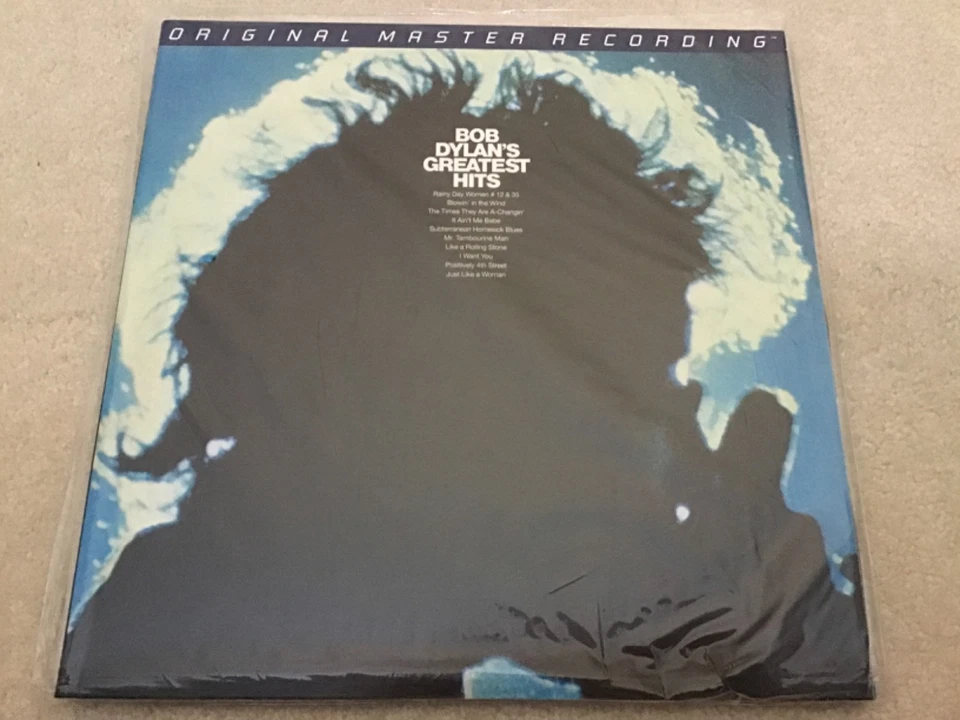 ORIGINAL MASTER RECORDING™
BOB
DYLAN'S
GREATEST
HITS
Rainy Day Women # 12 & 35
Blowin' in the Wind
The Times They Are A-Changin'
It Ain't Me Babe
Subterranean Homesick Blues
Mr. Tambourine Man
Like a Rolling Stone
I Want You
Positively 4th Street
Just Like a Woman